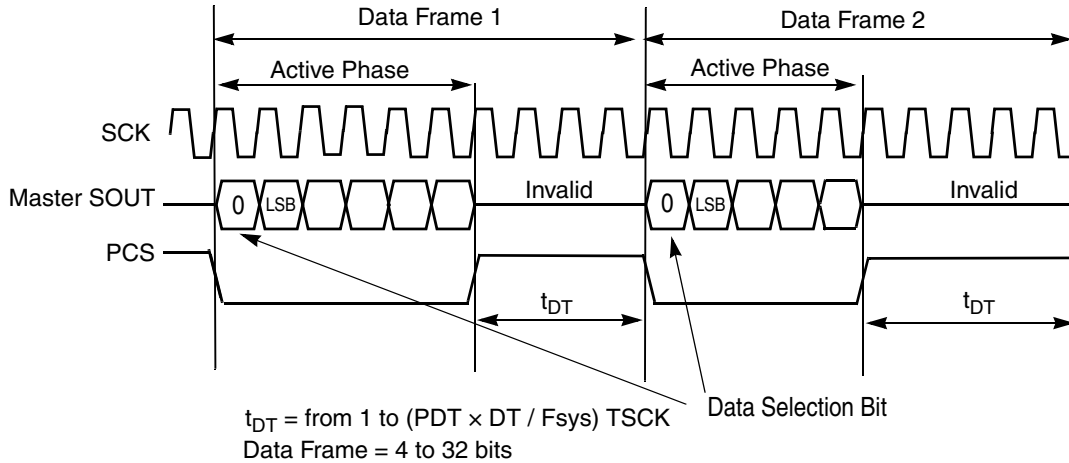 Data Frame 1
Data Frame 2
Active Phase
Active Phase
SCK
Master SOUT
0
LSB
Invalid
0
LSB
Invalid
PCS
tDT
tDT
tDT = from 1 to (PDT × DT / Fsys) TSCK
Data Selection Bit
Data Frame = 4 to 32 bits